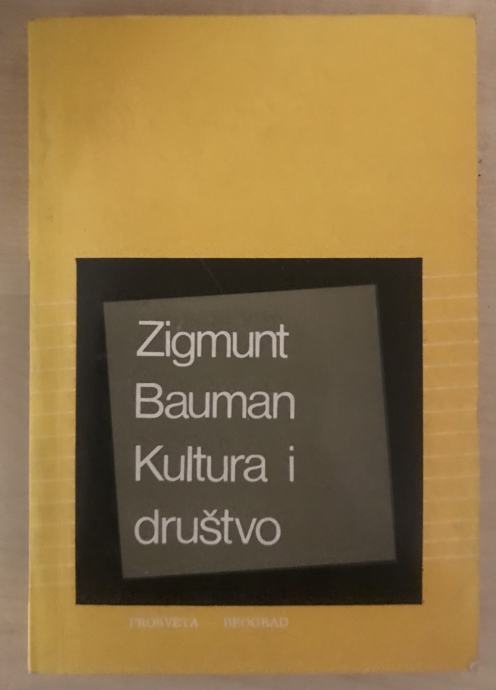 Zigmunt
Bauman
Kultura i
društvo
PROSVETA BEOGRAD